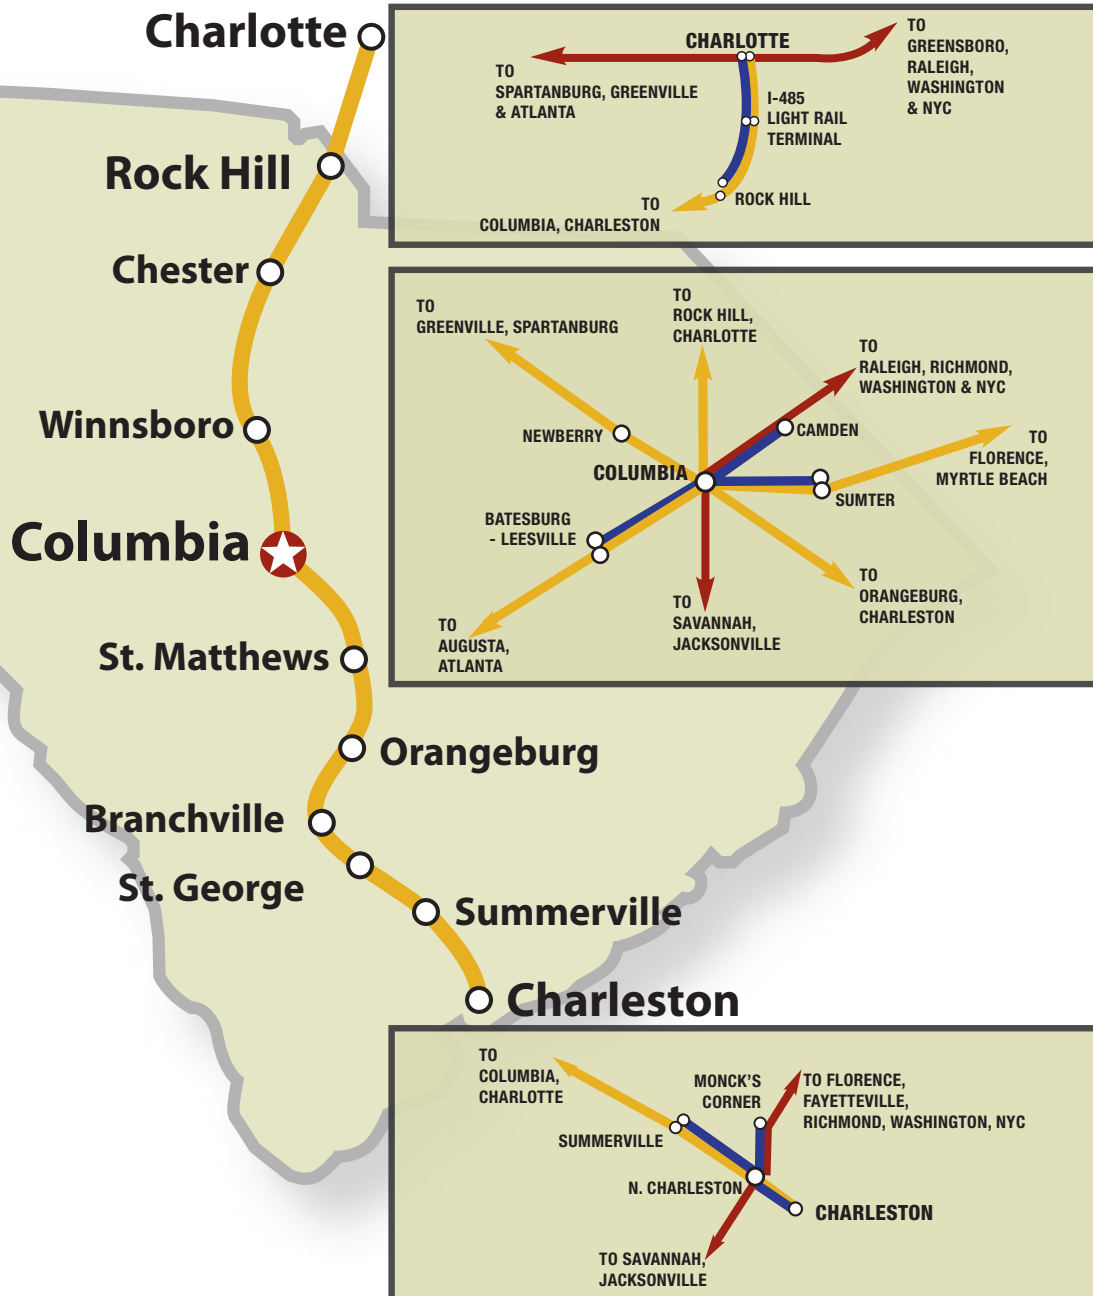 Charlotte
Rock Hill
Chester
Winnsboro
Columbia
St. Matthews
Orangeburg
Branchville
St. George
Summerville
Charleston
CHARLOTTE
TO
SPARTANBURG, GREENVILLE
& ATLANTA
TO
GREENSBORO,
RALEIGH,
WASHINGTON
& NYC
I-485
LIGHT RAIL
TERMINAL
ROCK HILL
TO
COLUMBIA, CHARLESTON
TO
GREENVILLE, SPARTANBURG
TO
ROCK HILL,
CHARLOTTE
TO
RALEIGH, RICHMOND,
WASHINGTON & NYC
NEWBERRY
CAMDEN
COLUMBIA
TO
FLORENCE,
MYRTLE BEACH
SUMTER
BATESBURG
- LEESVILLE
TO
ORANGEBURG,
CHARLESTON
TO
SAVANNAH,
JACKSONVILLE
TO
AUGUSTA,
ATLANTA
TO
COLUMBIA,
CHARLOTTE
MONCK'S
CORNER
TO FLORENCE,
FAYETTEVILLE,
RICHMOND, WASHINGTON, NYC
SUMMERVILLE
N. CHARLESTON
CHARLESTON
TO SAVANNAH,
JACKSONVILLE